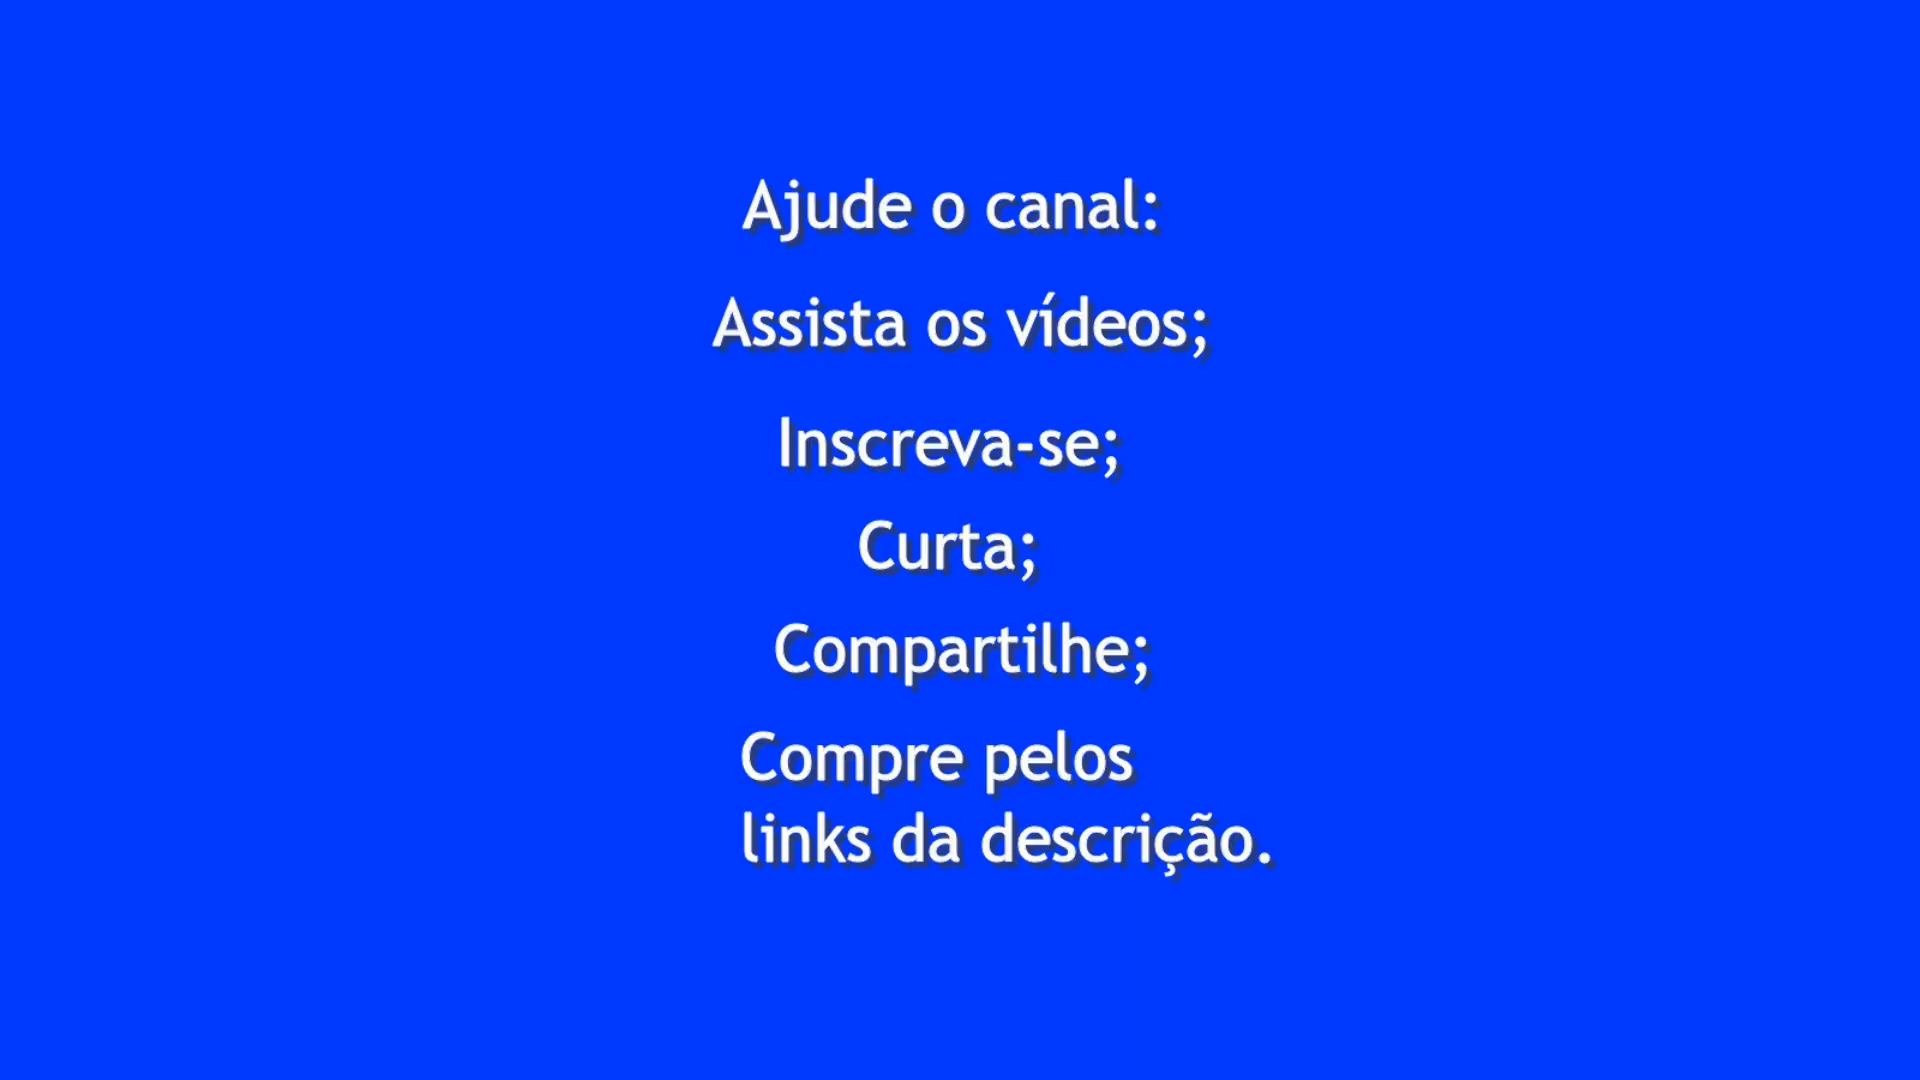 Ajude o canal:
Assista os vídeos;
Inscreva-se;
Curta;
Compartilhe;
Compre pelos
links da descrição.